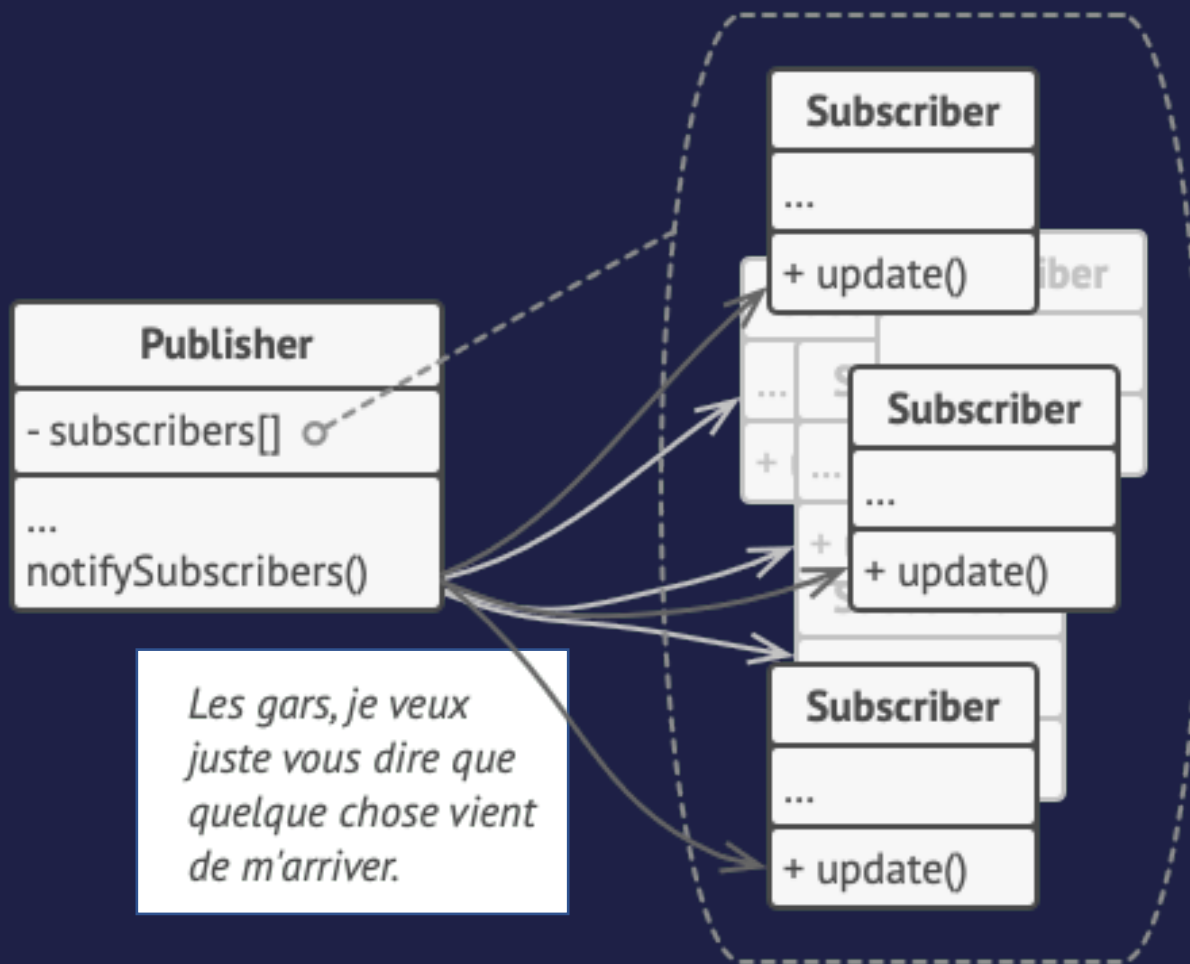 Publisher
- subscribers[]
...
notifySubscribers()
Les gars, je veux
juste vous dire que
quelque chose vient
de m'arriver.
Subscriber
...
+ update()
...
+
...
+
Subscriber
...
+ update()
Subscriber
...
+ update()